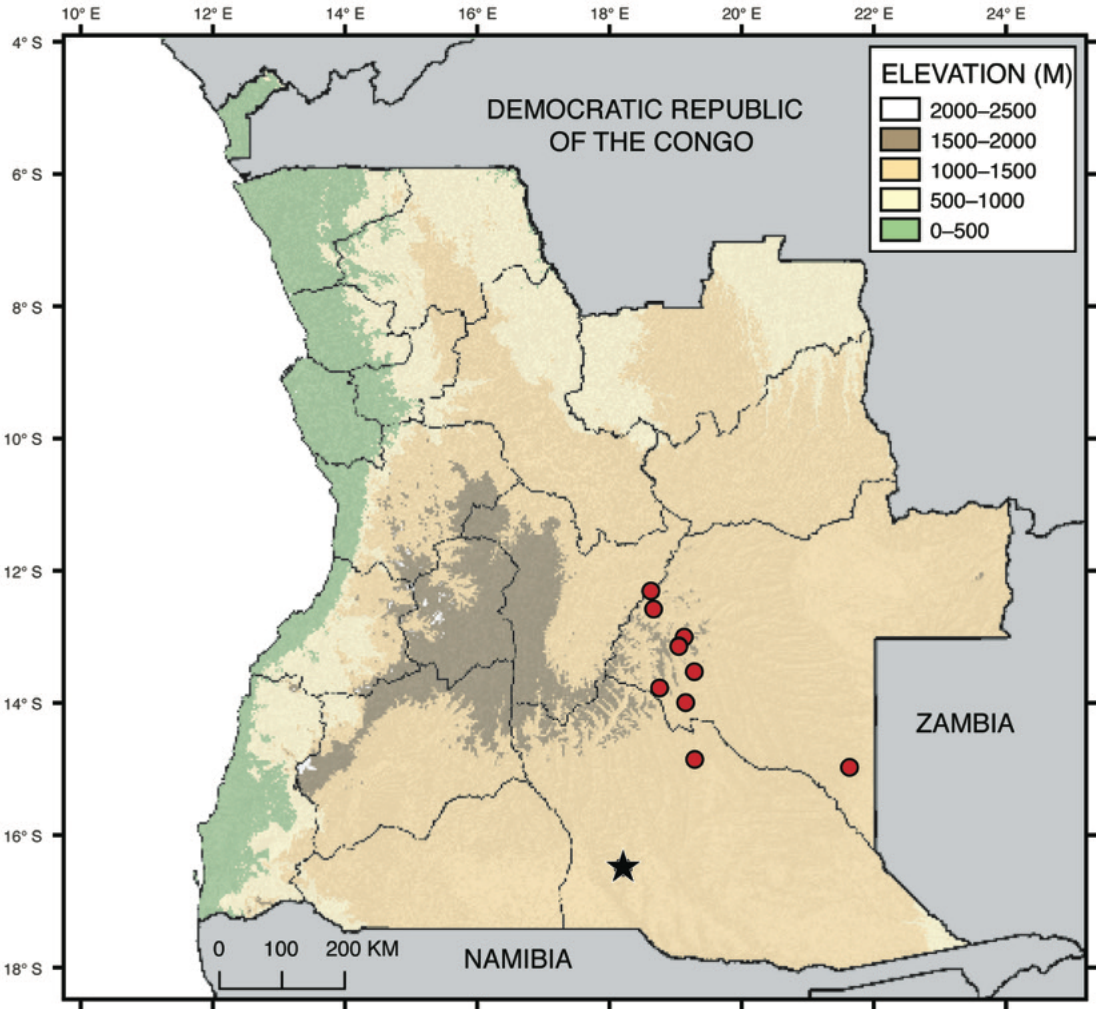 10° E 12° E 14° E 16° E 18° E 20° E 22° E 24° E
4° S
ELEVATION (M)
2000–2500
1500–2000
1000–1500
500–1000
0–500
DEMOCRATIC REPUBLIC
OF THE CONGO
6° S
8° S
10° S
12° S
14° S
ZAMBIA
16° S
0 100 200 KM
NAMIBIA
18° S